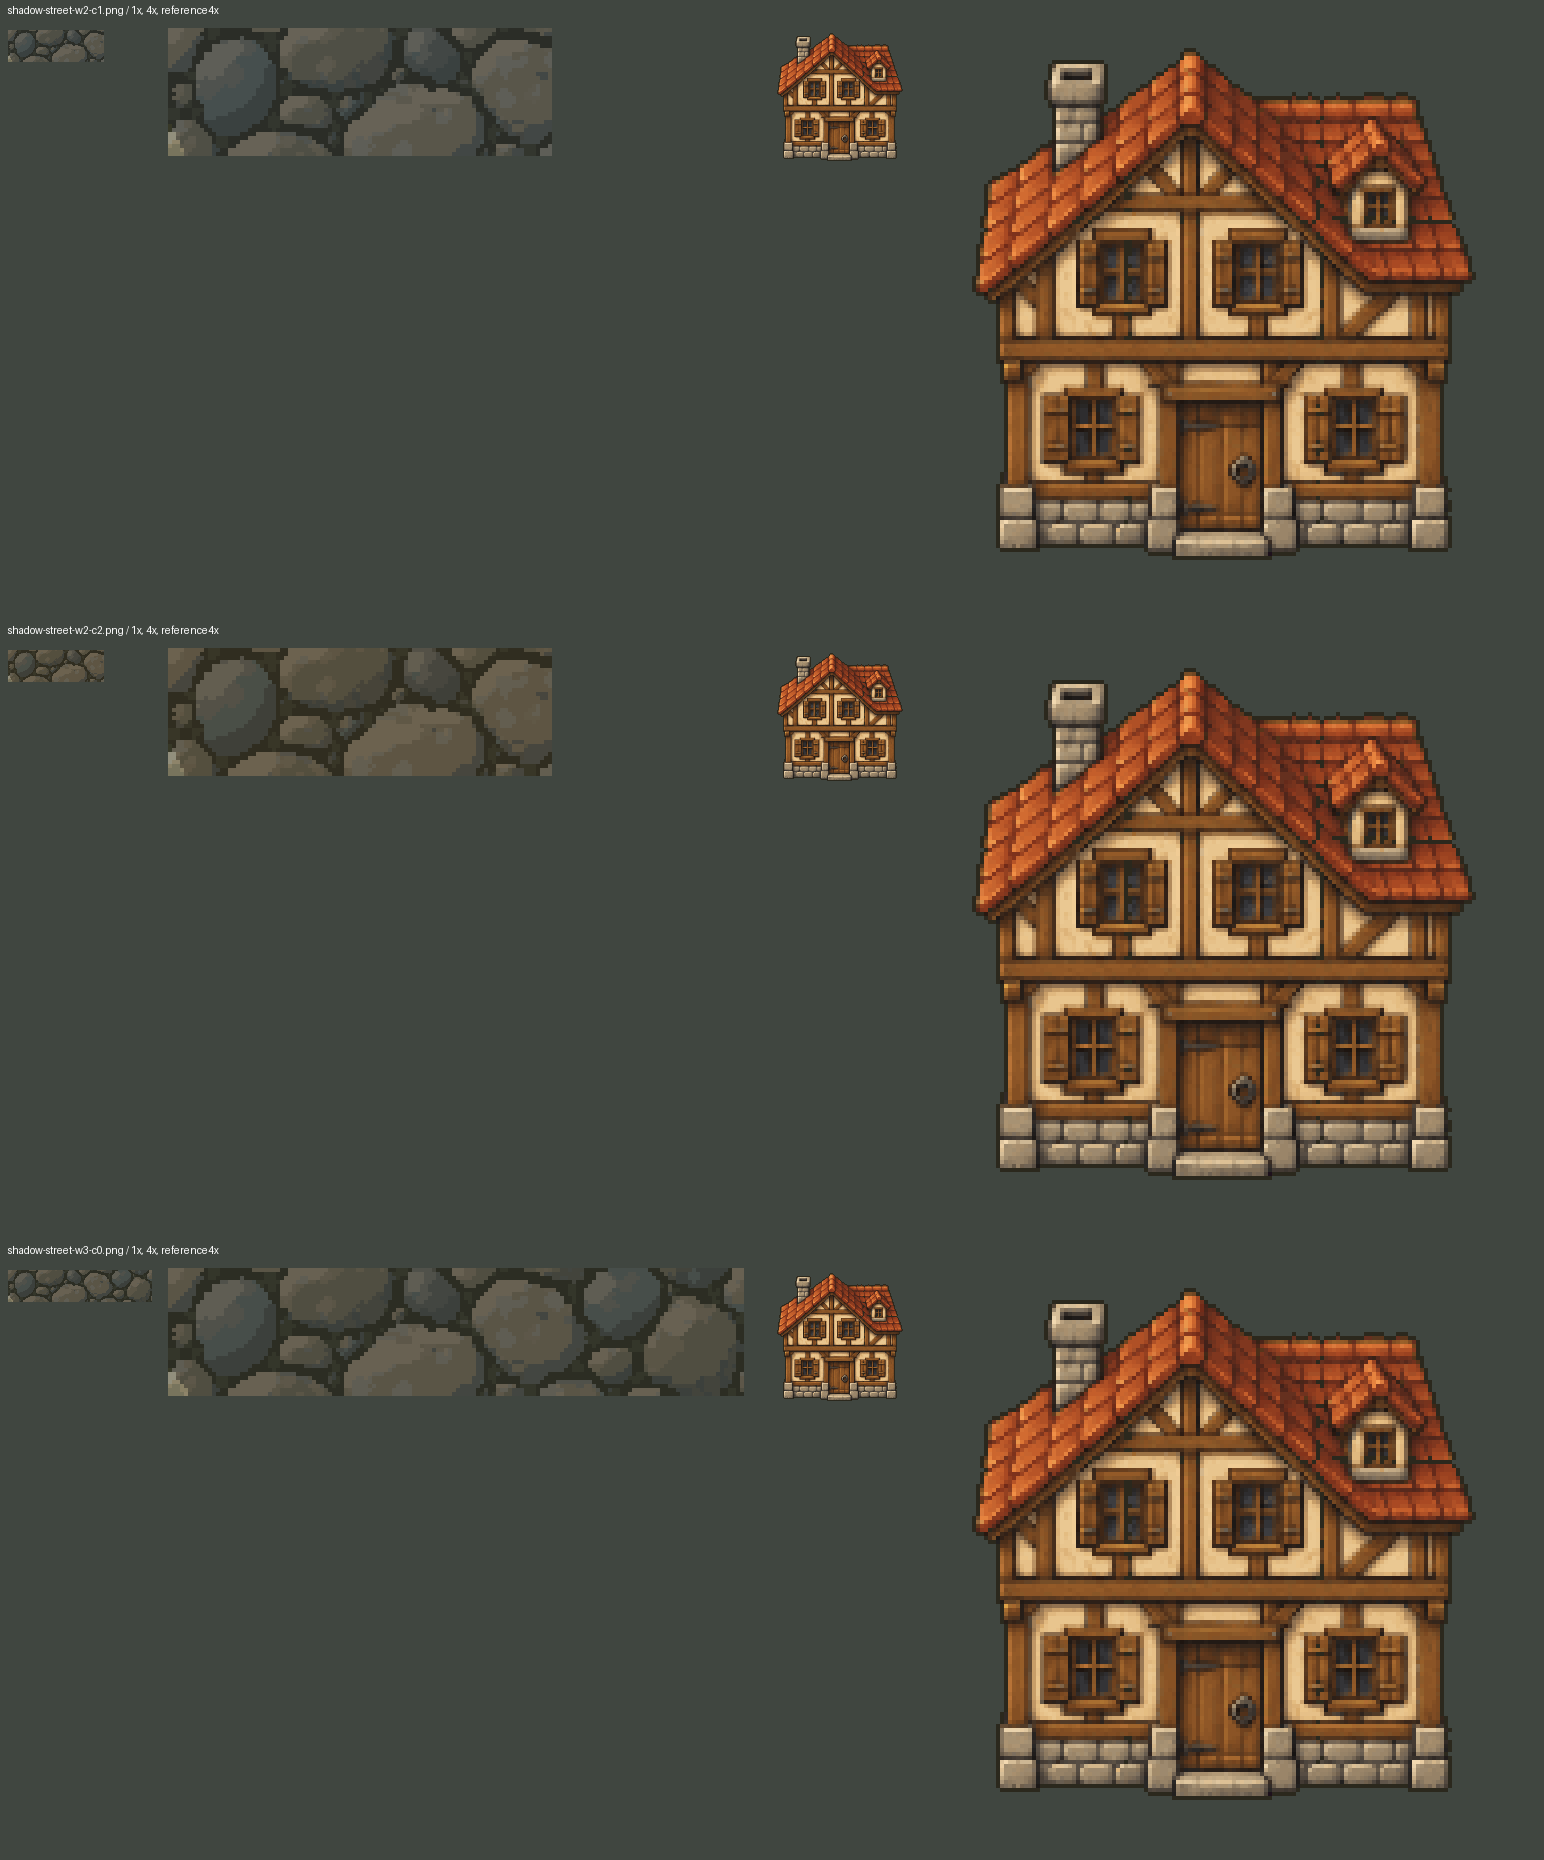 shadow-street-w2-c1.png / 1x, 4x, reference4x
shadow-street-w2-c2.png / 1x, 4x, reference4x
shadow-street-w3-c0.png / 1x, 4x, reference4x